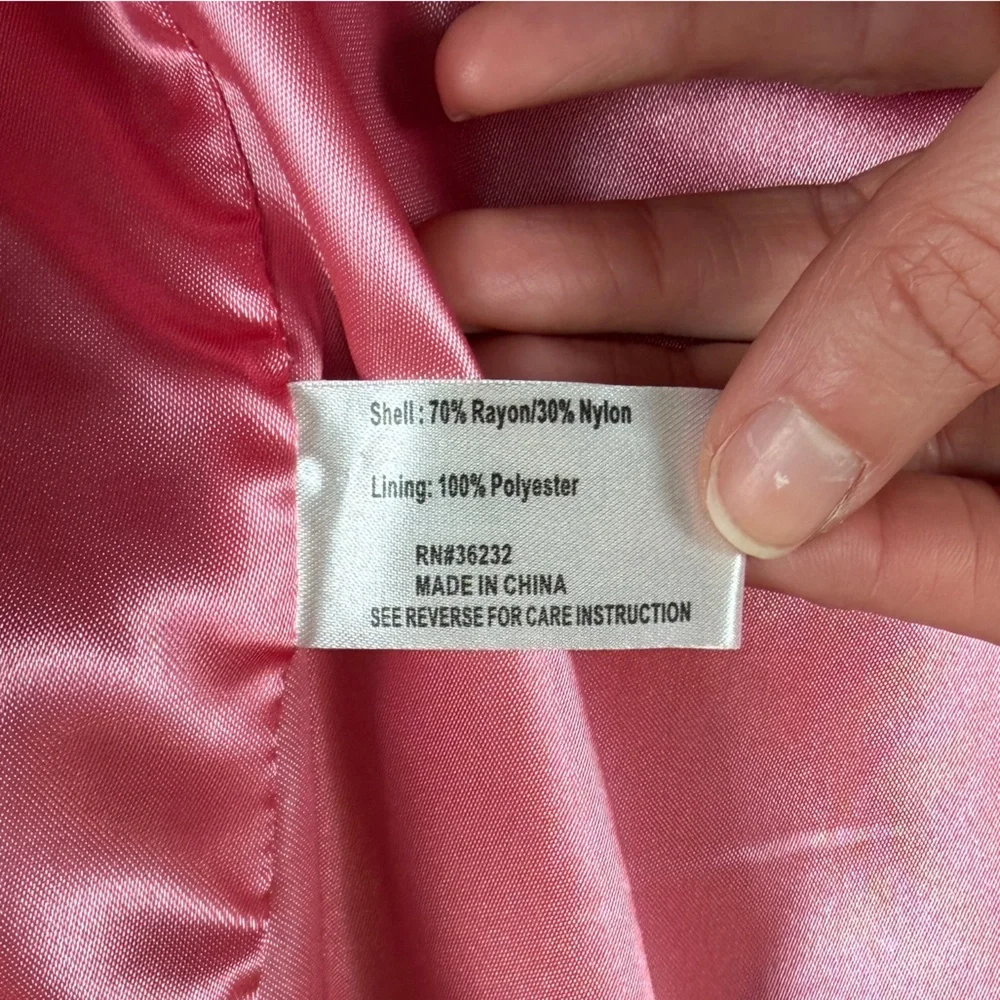 Shell : 70% Rayon/30% Nylon
Lining: 100% Polyester
RN#36232
MADE IN CHINA
SEE REVERSE FOR CARE INSTRUCTION